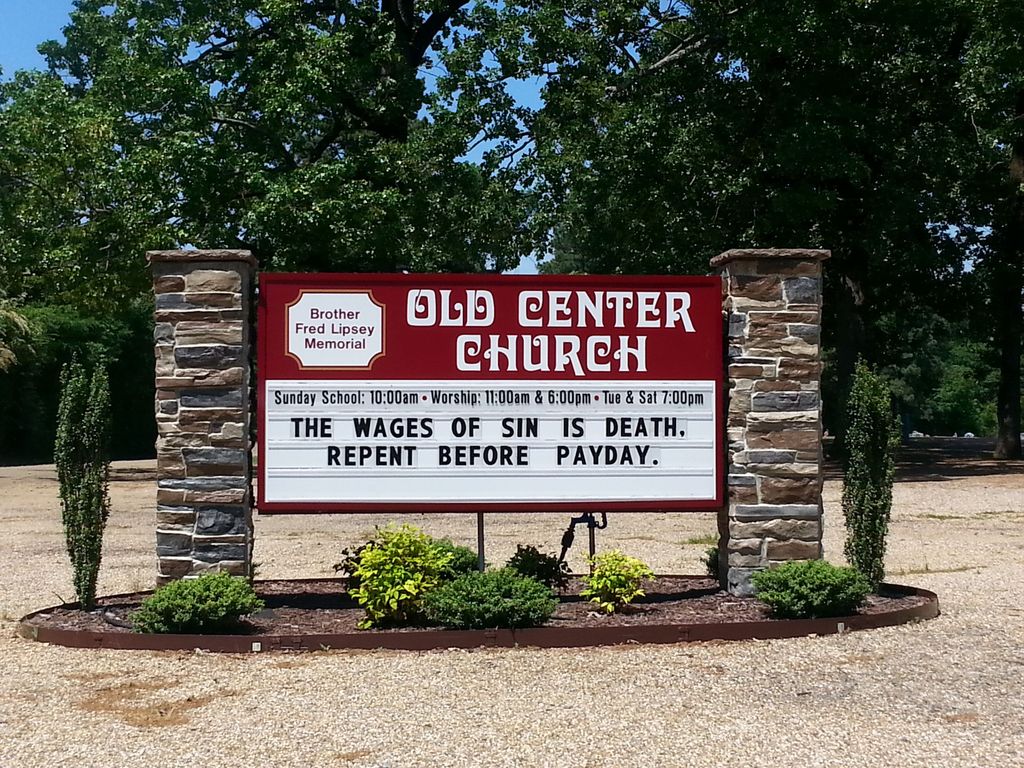 Brother
Fred Lipsey
Memorial
OLD CENTER
CHURCH
Sunday School: 10:00am • Worship: 11:00am & 6:00pm • Tue & Sat 7:00pm
THE WAGES OF SIN IS DEATH.
REPENT BEFORE PAYDAY.